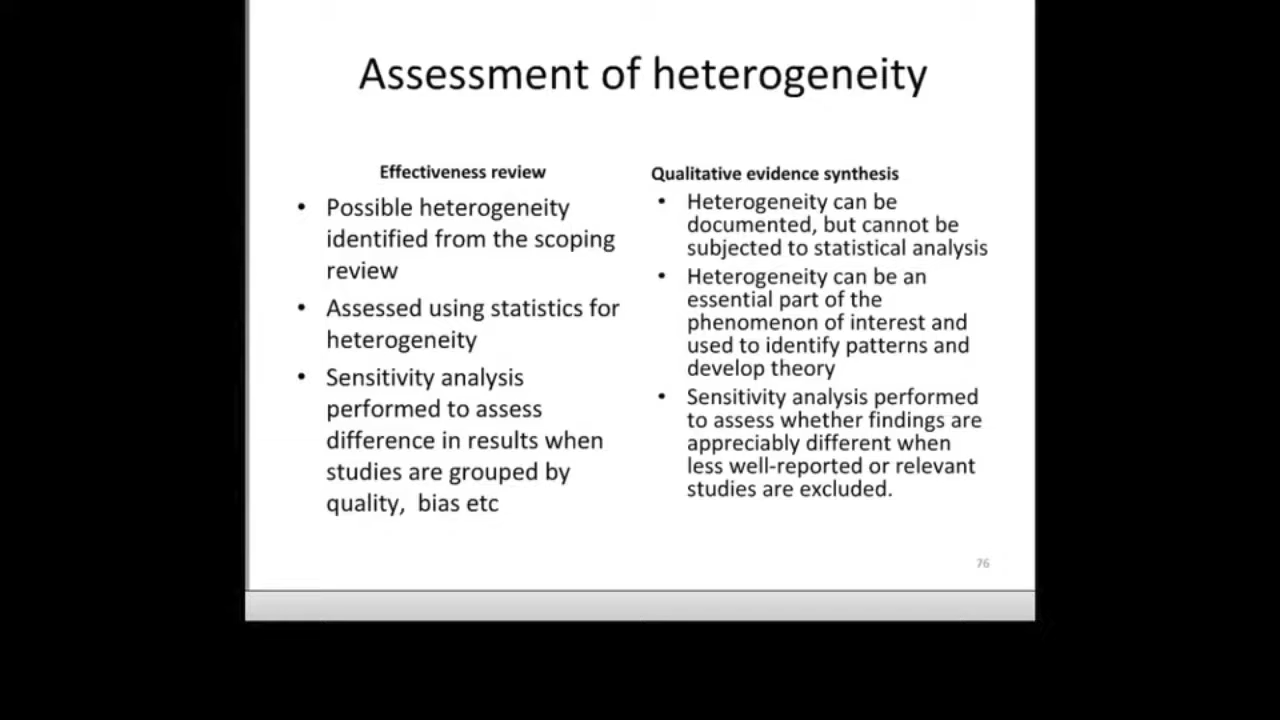 Assessment of heterogeneity
Effectiveness review
• Possible heterogeneity
identified from the scoping
review
• Assessed using statistics for
heterogeneity
• Sensitivity analysis
performed to assess
difference in results when
studies are grouped by
quality,  bias etc
Qualitative evidence synthesis
• Heterogeneity can be
documented, but cannot be
subjected to statistical analysis
• Heterogeneity can be an
essential part of the
phenomenon of interest and
used to identify patterns and
develop theory
• Sensitivity analysis performed
to assess whether findings are
appreciably different when
less well-reported or relevant
studies are excluded.
76